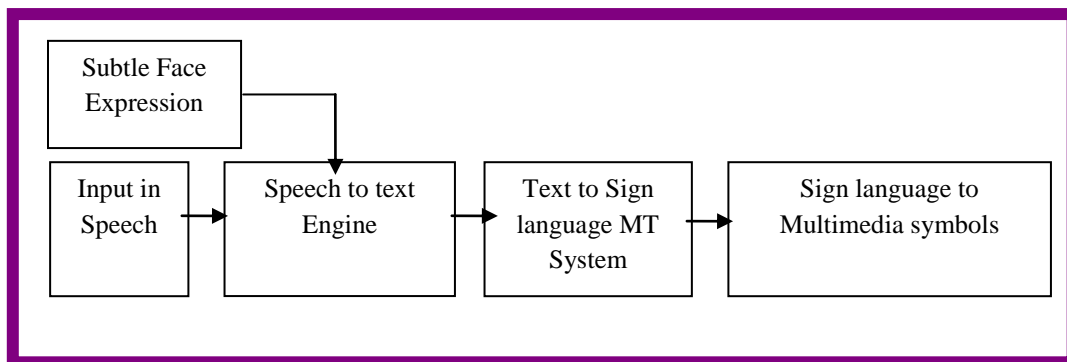 Subtle Face
Expression
Input in
Speech
Speech to text
Engine
Text to Sign
language MT
System
Sign language to
Multimedia symbols